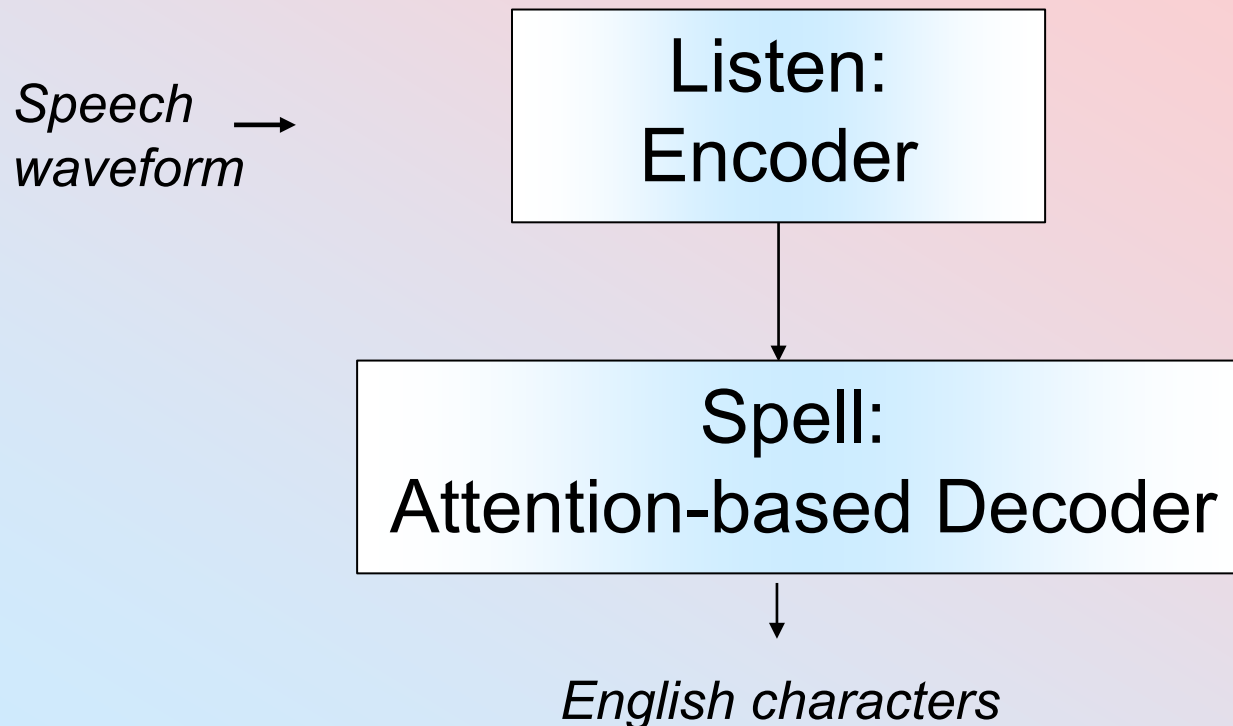 Speech
waveform
Listen:
Encoder
Spell:
Attention-based Decoder
English characters